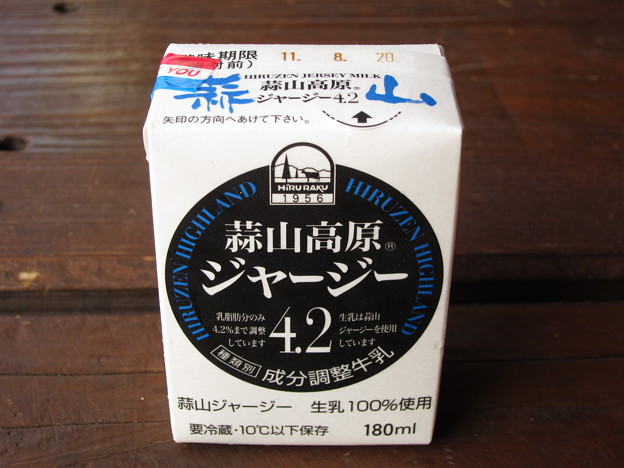 味期限 11. 8. 20
YOU
HIRUZEN JERSEY MILK
蒜山
蒜山高原®
ジャージー4.2
矢印の方向へあけて下さい。
HiRU RAKU
1956
HIRUZEN HIGHLAND
HIRUZEN HIGHLAND
蒜山高原®
ジャージー
4.2
乳脂肪分のみ
4.2%まで調整
しています
生乳は蒜山
ジャージーを使用
しています
種類別 成分調整牛乳
蒜山ジャージー 生乳100%使用
要冷蔵・10℃以下保存 180ml